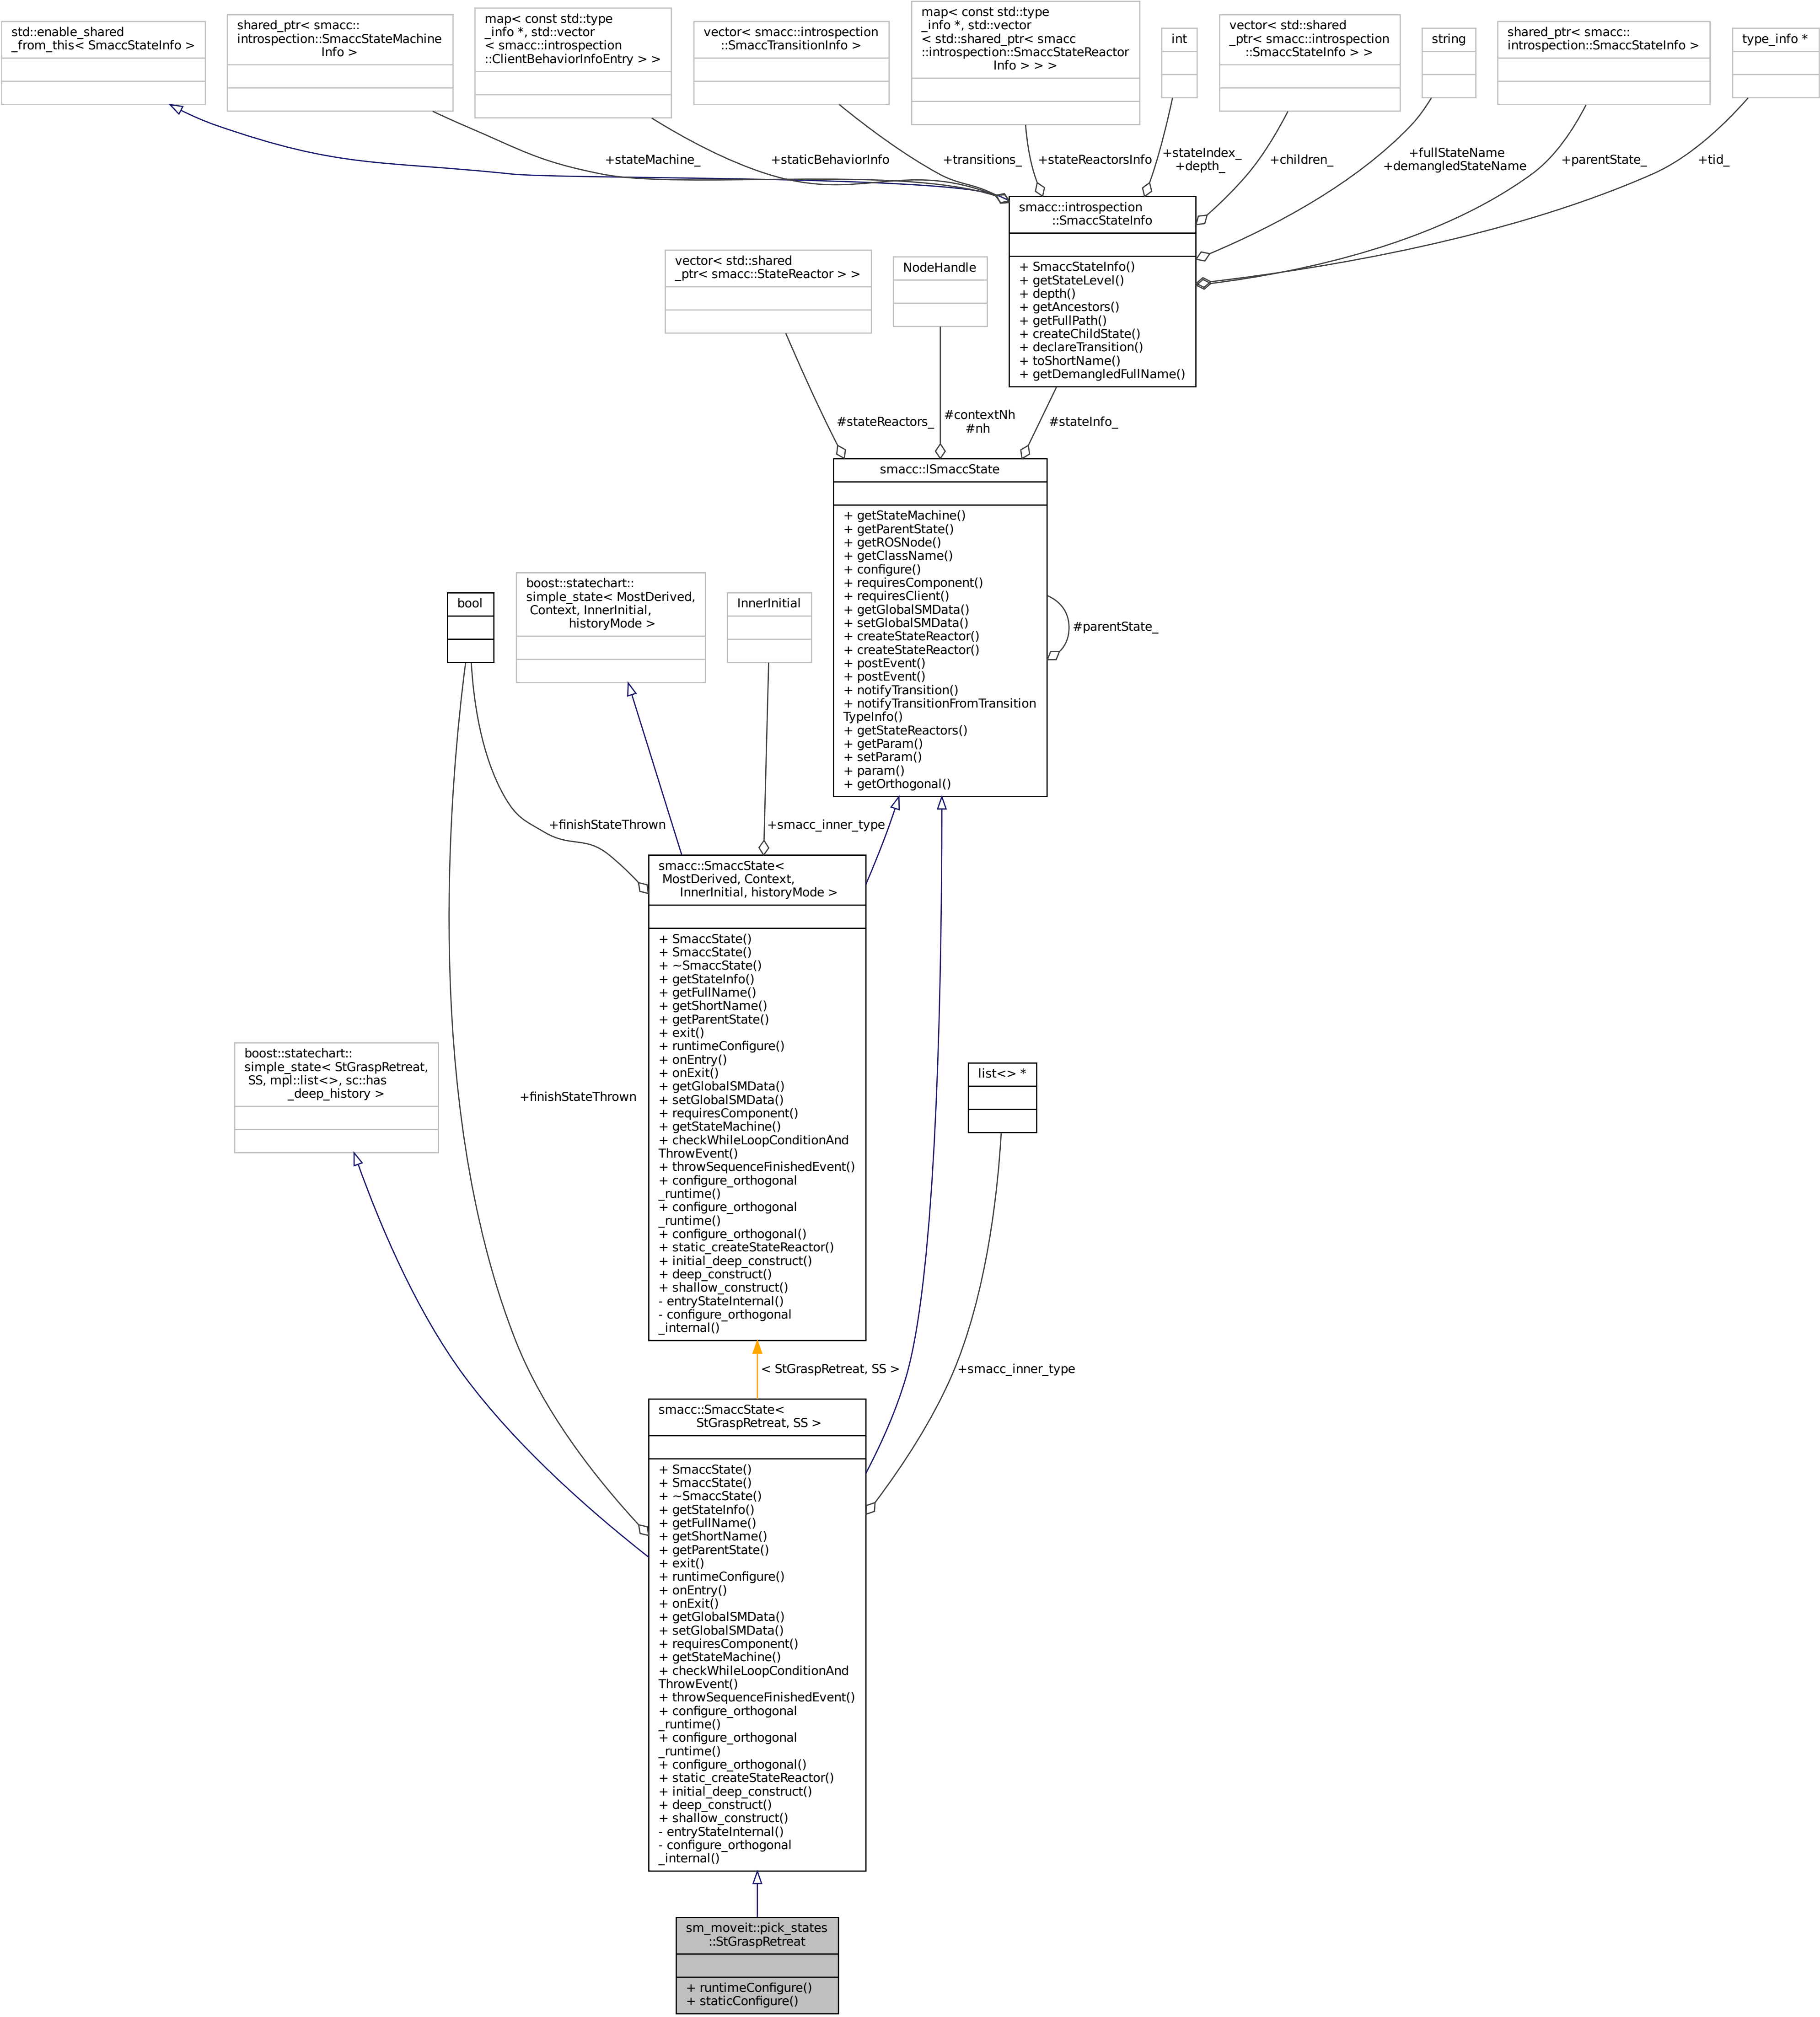 std::enable_shared
_from_this< SmaccStateInfo >
shared_ptr< smacc::
introspection::SmaccStateMachine
Info >
map< const std::type
_info *, std::vector
< smacc::introspection
::ClientBehaviorInfoEntry > >
vector< smacc::introspection
::SmaccTransitionInfo >
map< const std::type
_info *, std::vector
< std::shared_ptr< smacc
::introspection::SmaccStateReactor
Info > > >
int
vector< std::shared
_ptr< smacc::introspection
::SmaccStateInfo > >
string
shared_ptr< smacc::
introspection::SmaccStateInfo >
type_info *
+stateMachine_
+staticBehaviorInfo
+transitions_
+stateReactorsInfo
+stateIndex_
+depth_
+children_
+fullStateName
+demangledStateName
+parentState_
+tid_
smacc::introspection
::SmaccStateInfo
+ SmaccStateInfo()
+ getStateLevel()
+ depth()
+ getAncestors()
+ getFullPath()
+ createChildState()
+ declareTransition()
+ toShortName()
+ getDemangledFullName()
vector< std::shared
_ptr< smacc::StateReactor > >
NodeHandle
#stateReactors_
#contextNh
#nh
#stateInfo_
smacc::ISmaccState
+ getStateMachine()
+ getParentState()
+ getROSNode()
+ getClassName()
+ configure()
+ requiresComponent()
+ requiresClient()
+ getGlobalSMData()
+ setGlobalSMData()
+ createStateReactor()
+ createStateReactor()
+ postEvent()
+ postEvent()
+ notifyTransition()
+ notifyTransitionFromTransition
TypeInfo()
+ getStateReactors()
+ getParam()
+ setParam()
+ param()
+ getOrthogonal()
#parentState_
bool
boost::statechart::
simple_state< MostDerived,
Context, InnerInitial,
historyMode >
InnerInitial
+finishStateThrown
+smacc_inner_type
smacc::SmaccState<
MostDerived, Context,
InnerInitial, historyMode >
+ SmaccState()
+ SmaccState()
+ ~SmaccState()
+ getStateInfo()
+ getFullName()
+ getShortName()
+ getParentState()
+ exit()
+ runtimeConfigure()
+ onEntry()
+ onExit()
+ getGlobalSMData()
+ setGlobalSMData()
+ requiresComponent()
+ getStateMachine()
+ checkWhileLoopConditionAnd
ThrowEvent()
+ throwSequenceFinishedEvent()
+ configure_orthogonal
_runtime()
+ configure_orthogonal
_runtime()
+ configure_orthogonal()
+ static_createStateReactor()
+ initial_deep_construct()
+ deep_construct()
+ shallow_construct()
- entryStateInternal()
- configure_orthogonal
_internal()
boost::statechart::
simple_state< StGraspRetreat,
SS, mpl::list<>, sc::has
_deep_history >
+finishStateThrown
list<> *
< StGraspRetreat, SS >
+smacc_inner_type
smacc::SmaccState<
StGraspRetreat, SS >
+ SmaccState()
+ SmaccState()
+ ~SmaccState()
+ getStateInfo()
+ getFullName()
+ getShortName()
+ getParentState()
+ exit()
+ runtimeConfigure()
+ onEntry()
+ onExit()
+ getGlobalSMData()
+ setGlobalSMData()
+ requiresComponent()
+ getStateMachine()
+ checkWhileLoopConditionAnd
ThrowEvent()
+ throwSequenceFinishedEvent()
+ configure_orthogonal
_runtime()
+ configure_orthogonal
_runtime()
+ configure_orthogonal()
+ static_createStateReactor()
+ initial_deep_construct()
+ deep_construct()
+ shallow_construct()
- entryStateInternal()
- configure_orthogonal
_internal()
sm_moveit::pick_states
::StGraspRetreat
+ runtimeConfigure()
+ staticConfigure()